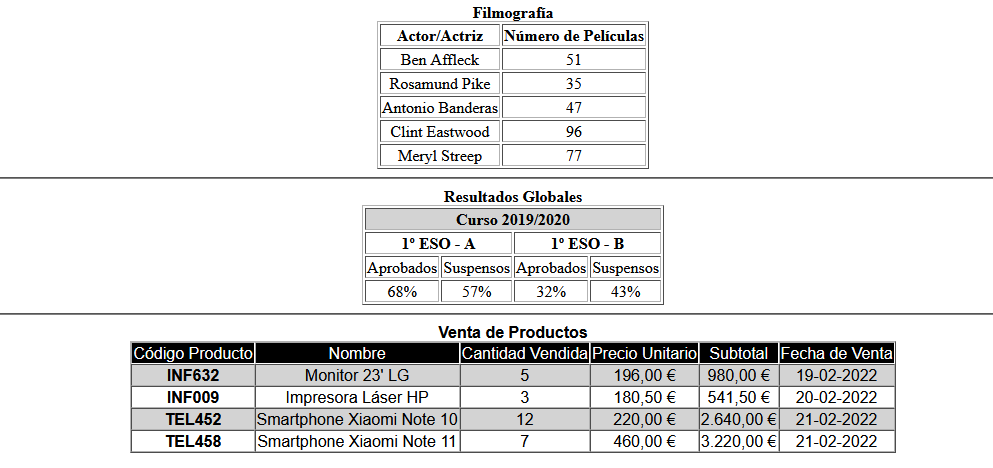 Filmografía
Actor/Actriz Número de Películas
Ben Affleck 51
Rosamund Pike 35
Antonio Banderas 47
Clint Eastwood 96
Meryl Streep 77
Resultados Globales
Curso 2019/2020
1º ESO - A 1º ESO - B
Aprobados Suspensos Aprobados Suspensos
68% 57% 32% 43%
Venta de Productos
Código Producto Nombre Cantidad Vendida Precio Unitario Subtotal Fecha de Venta
INF632 Monitor 23' LG 5 196,00 € 980,00 € 19-02-2022
INF009 Impresora Láser HP 3 180,50 € 541,50 € 20-02-2022
TEL452 Smartphone Xiaomi Note 10 12 220,00 € 2.640,00 € 21-02-2022
TEL458 Smartphone Xiaomi Note 11 7 460,00 € 3.220,00 € 21-02-2022